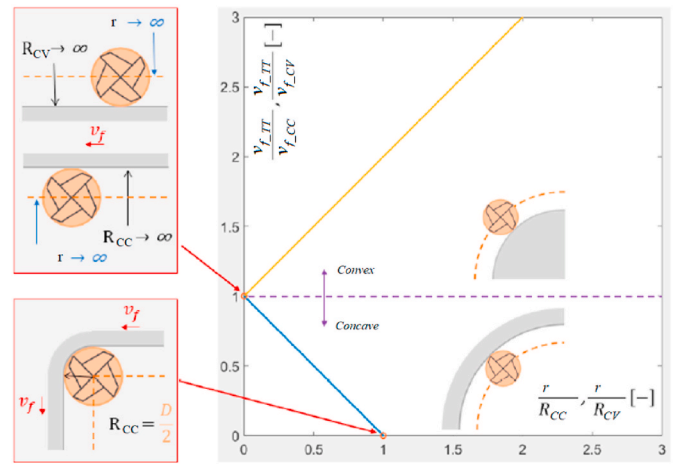 r → ∞
R_CV → ∞
v_f
R_CC → ∞
r → ∞
v_f
v_f
R_CC = D/2
3
2.5
2
1.5
1
0.5
0
v_f_TT/v_f_CC , v_f_TT/v_f_CV [−]
Convex
Concave
r/R_CC , r/R_CV [−]
0 0.5 1 1.5 2 2.5 3